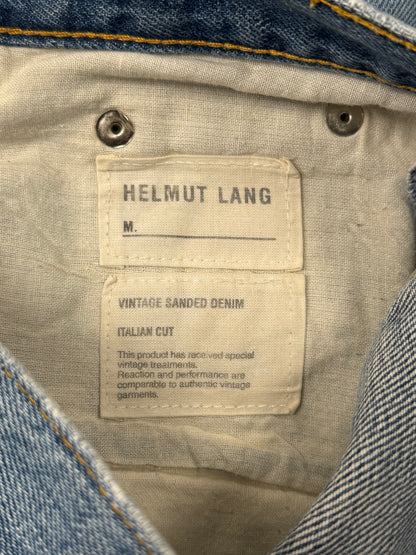 HELMUT LANG
M.
VINTAGE SANDED DENIM
ITALIAN CUT
This product has received special
vintage treatments.
Reaction and performance are
comparable to authentic vintage
garments.